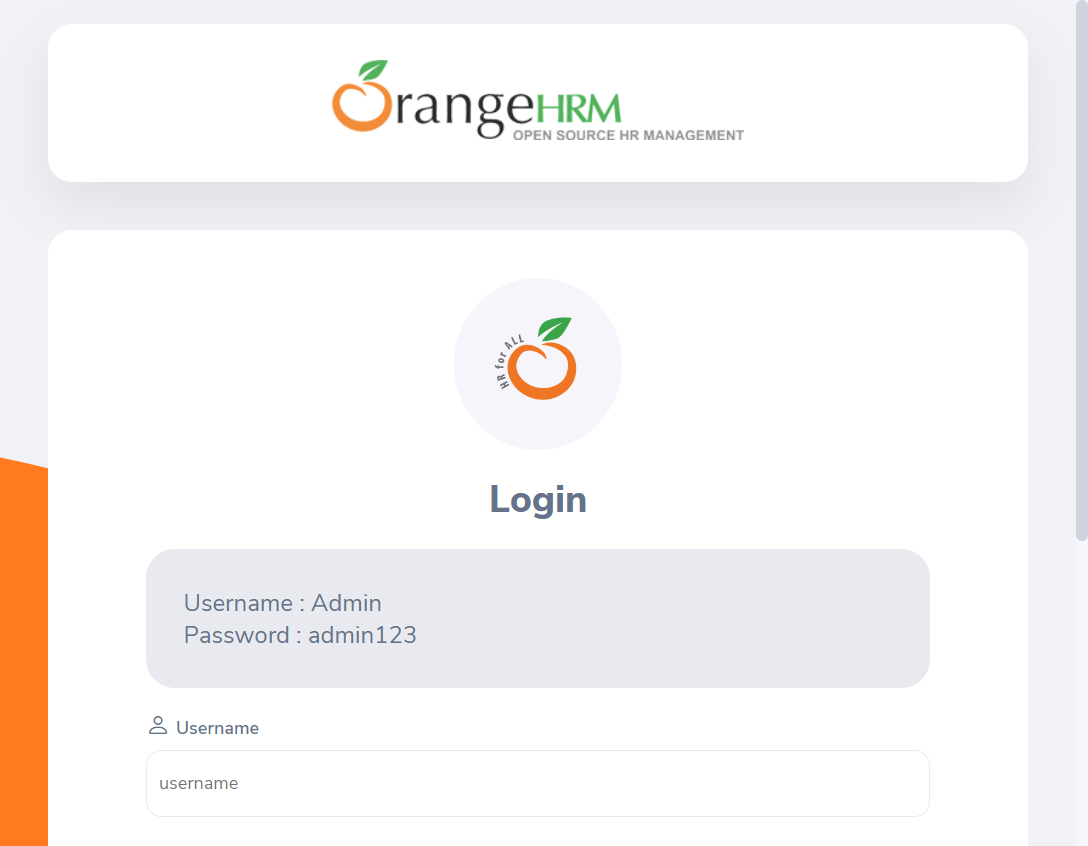 OrangeHRM
OPEN SOURCE HR MANAGEMENT
HR for ALL
Login
Username : Admin
Password : admin123
Username
username